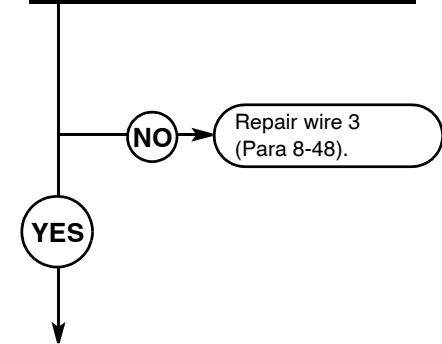 NO
Repair wire 3
(Para 8-48).
YES